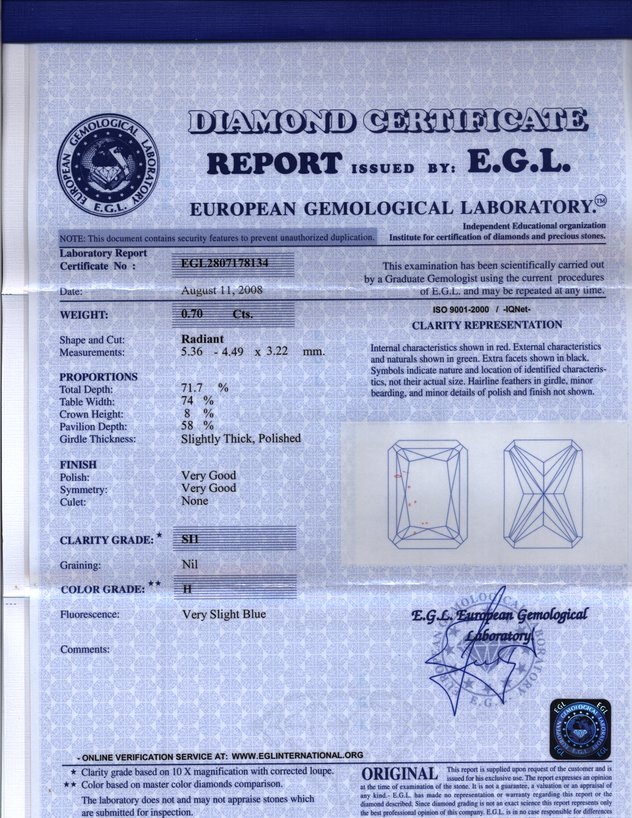 DIAMOND CERTIFICATE
REPORT ISSUED BY: E.G.L.
EUROPEAN GEMOLOGICAL LABORATORY.™
EUROPEAN GEMOLOGICAL LABORATORY
E.G.L.
Independent Educational organization
NOTE: This document contains security features to prevent unauthorized duplication.
Institute for certification of diamonds and precious stones.
Laboratory Report
Certificate No : EGL2807178134
Date: August 11, 2008
This examination has been scientifically carried out
by a Graduate Gemologist using the current procedures
of E.G.L. and may be repeated at any time.
WEIGHT: 0.70 Cts.
Shape and Cut: Radiant
Measurements: 5.36 - 4.49 x 3.22 mm.
PROPORTIONS
Total Depth: 71.7 %
Table Width: 74 %
Crown Height: 8 %
Pavilion Depth: 58 %
Girdle Thickness: Slightly Thick, Polished
FINISH
Polish: Very Good
Symmetry: Very Good
Culet: None
CLARITY GRADE: ★ SI1
Graining: Nil
COLOR GRADE: ★★ H
Fluorescence: Very Slight Blue
Comments:
ISO 9001-2000 / -IQNet-
CLARITY REPRESENTATION
Internal characteristics shown in red. External characteristics
and naturals shown in green. Extra facets shown in black.
Symbols indicate nature and location of identified characteris-
tics, not their actual size. Hairline feathers in girdle, minor
bearding, and minor details of polish and finish not shown.
E.G.L. European Gemological
Laboratory
EUROPEAN GEMOLOGICAL LABORATORY
E.G.L.
EGL EGL
- ONLINE VERIFICATION SERVICE AT: WWW.EGLINTERNATIONAL.ORG
★ Clarity grade based on 10 X magnification with corrected loupe.
★★ Color based on master color diamonds comparison.
The laboratory does not and may not appraise stones which
are submitted for inspection.
ORIGINAL This report is supplied upon request of the customer and is
issued for his exclusive use. The report expresses an opinion
at the time of examination of the stone. It is not a guarantee, a valuation or an appraisal of
any kind.- E.G.L. has made no representation or warranty regarding this report or the
diamond described. Since diamond grading is not an exact science this report represents only
the best professional opinion of this company. E.G.L. is in no case responsible for differences